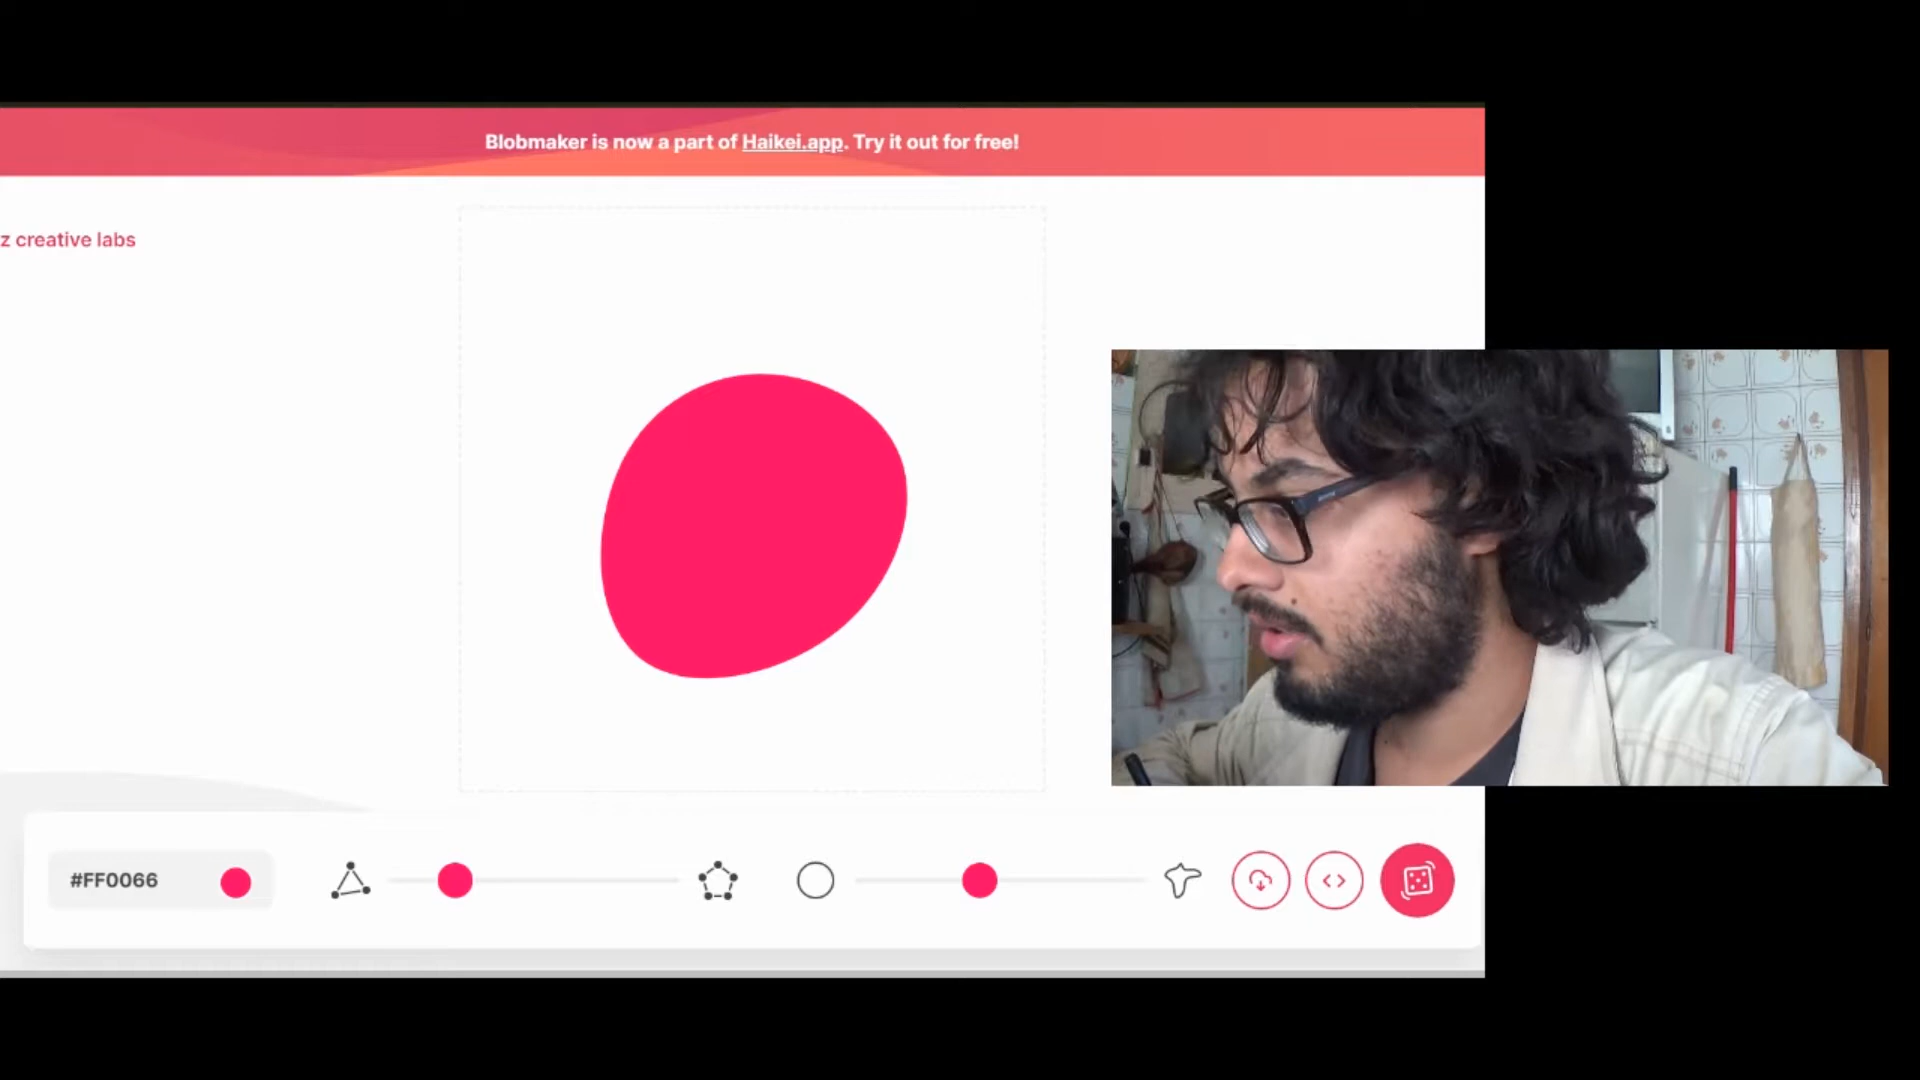 Blobmaker is now a part of Haikei.app. Try it out for free!
z creative labs
#FF0066